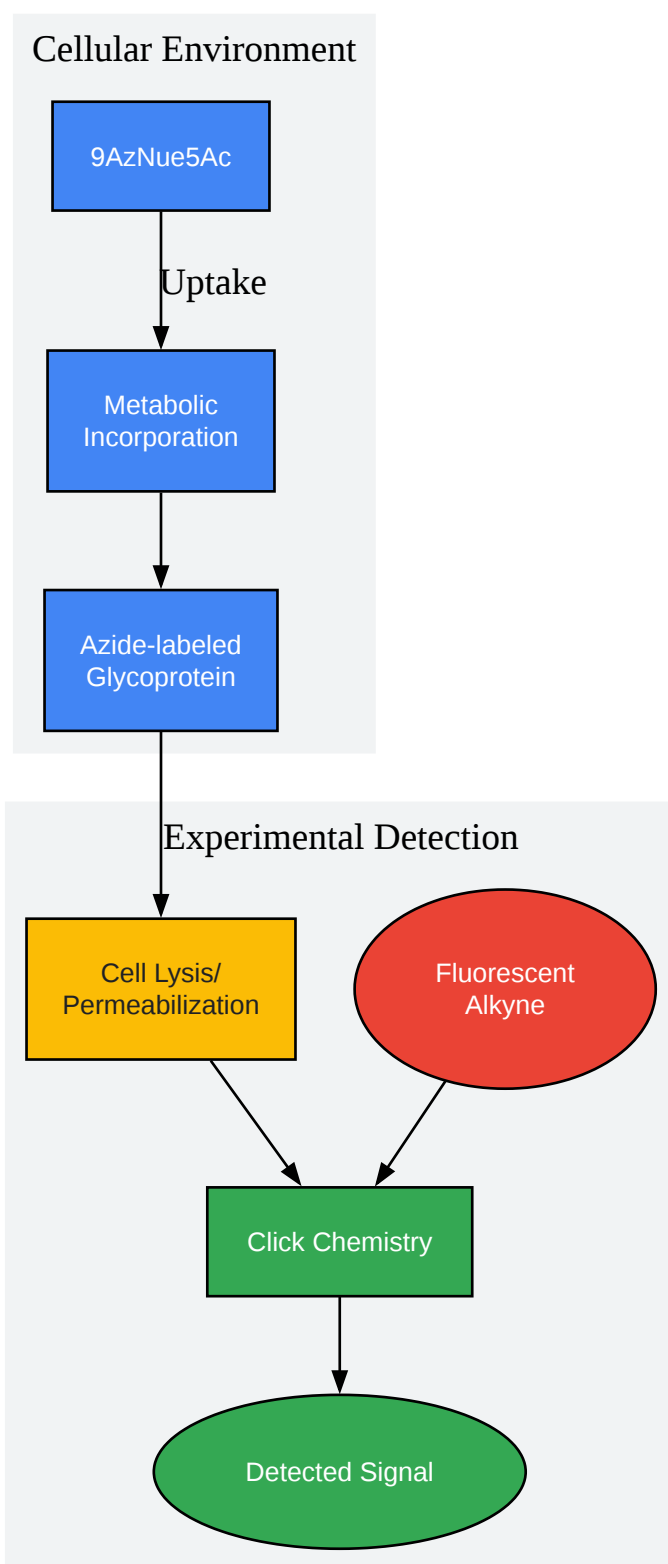 Cellular Environment
9AzNue5Ac
Uptake
Metabolic
Incorporation
Azide-labeled
Glycoprotein
Experimental Detection
Cell Lysis/
Permeabilization
Fluorescent
Alkyne
Click Chemistry
Detected Signal